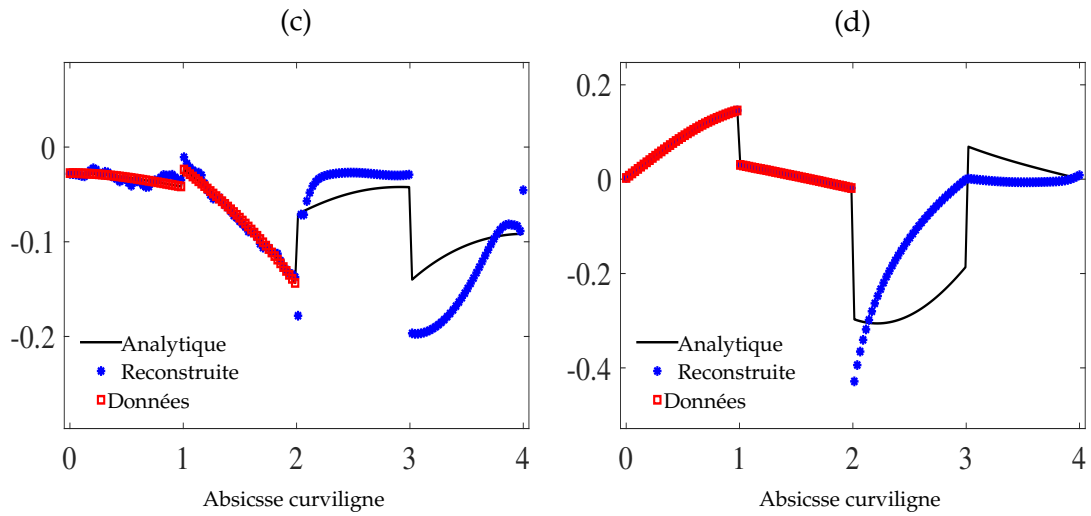 (c)
0
-0.1
-0.2
Analytique
Reconstruite
Données
0 1 2 3 4
Absicsse curviligne
(d)
0.2
0
-0.2
-0.4
Analytique
Reconstruite
Données
0 1 2 3 4
Absicsse curviligne